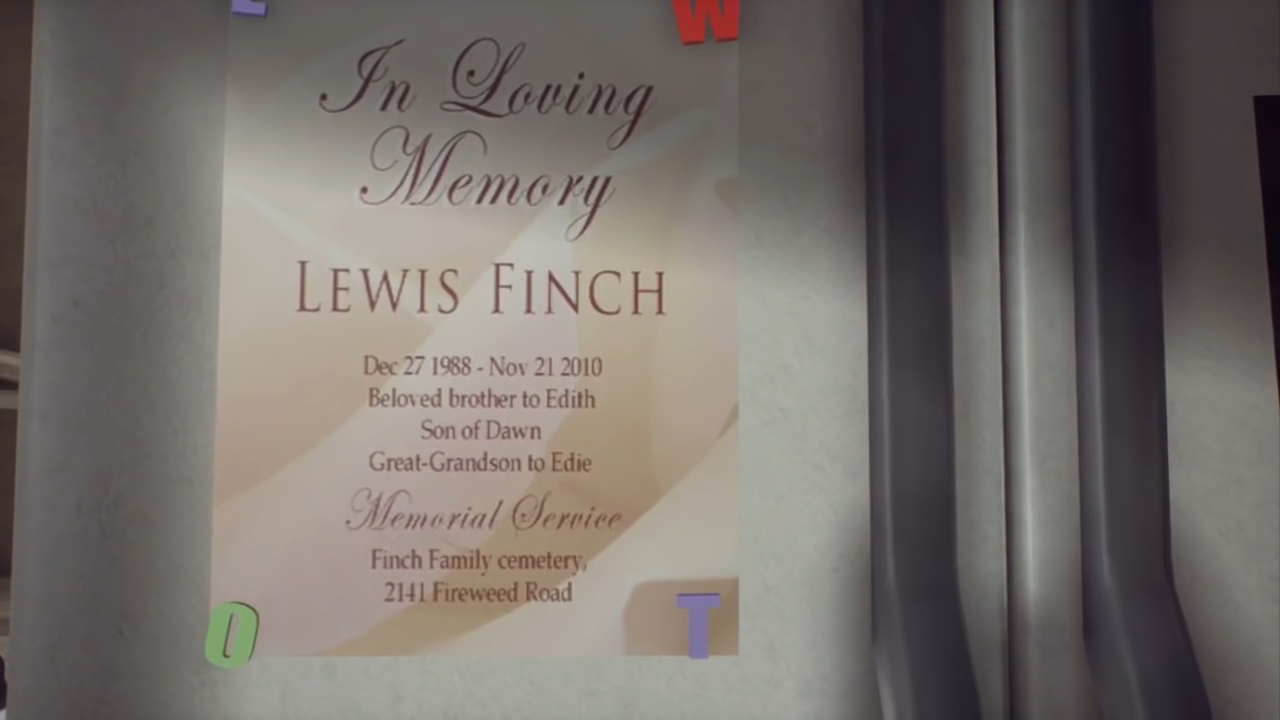 W
In Loving
Memory
LEWIS FINCH
Dec 27 1988 - Nov 21 2010
Beloved brother to Edith
Son of Dawn
Great-Grandson to Edie
Memorial Service
Finch Family cemetery,
2141 Fireweed Road
O
T